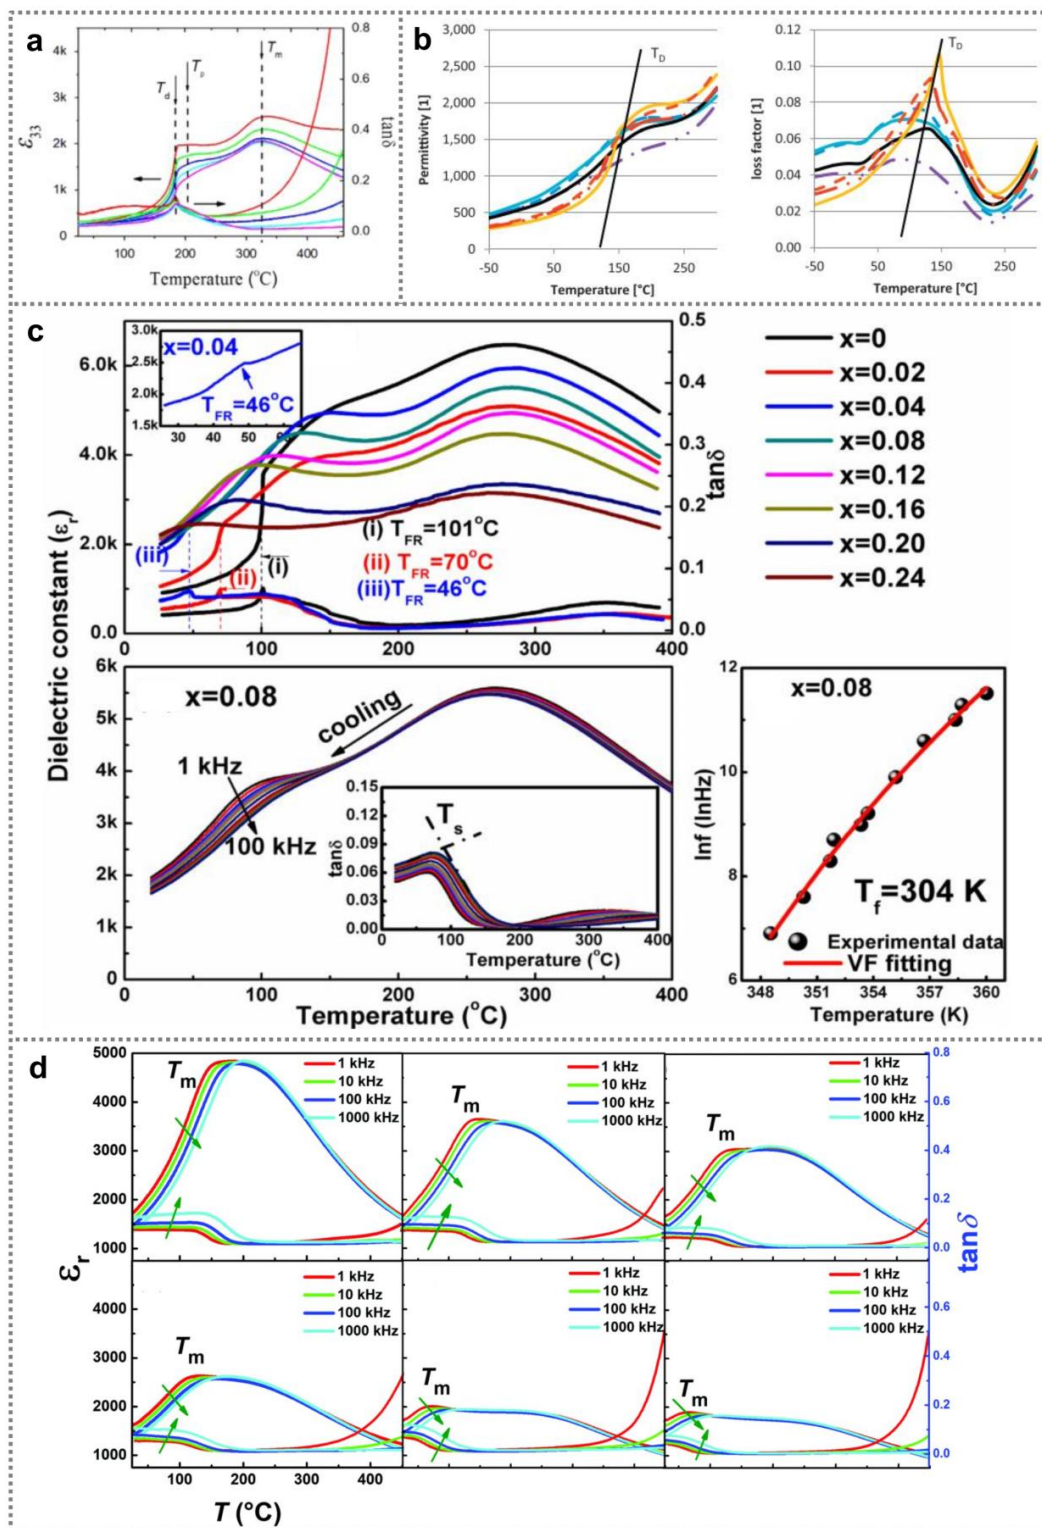 a
4k
3k
2k
1k
0
ε33
0.8
0.6
0.4
0.2
0.0
tanδ
Td
Tp
Tm
100 200 300 400
Temperature (°C)
b
3,000
2,500
2,000
1,500
1,000
500
0
Permittivity [1]
TD
-50 50 150 250
Temperature [°C]
0.12
0.10
0.08
0.06
0.04
0.02
0.00
loss factor [1]
TD
-50 50 150 250
Temperature [°C]
c
Dielectric constant (εr)
6.0k
4.0k
2.0k
0.0
3.0k
2.5k
2.0k
1.5k
x=0.04
TFR=46°C
30 40 50 60
0.5
0.4
0.3
0.2
0.1
0.0
tanδ
(i) TFR=101°C
(ii) TFR=70°C
(iii)TFR=46°C
(iii)
(ii)
(i)
0 100 200 300 400
x=0
x=0.02
x=0.04
x=0.08
x=0.12
x=0.16
x=0.20
x=0.24
6k
5k
4k
3k
2k
1k
0
x=0.08
cooling
1 kHz
100 kHz
0.15
0.12
0.09
0.06
0.03
0.00
tanδ
Ts
0 100 200 300 400
Temperature (°C)
0 100 200 300 400
Temperature (°C)
12
10
8
6
lnf (lnHz)
x=0.08
Tf=304 K
Experimental data
VF fitting
348 351 354 357 360
Temperature (K)
d
5000
4000
3000
2000
1000
Tm
1 kHz
10 kHz
100 kHz
1000 kHz
Tm
1 kHz
10 kHz
100 kHz
1000 kHz
Tm
1 kHz
10 kHz
100 kHz
1000 kHz
0.8
0.6
0.4
0.2
0.0
εr
tanδ
4000
3000
2000
1000
Tm
1 kHz
10 kHz
100 kHz
1000 kHz
Tm
1 kHz
10 kHz
100 kHz
1000 kHz
Tm
1 kHz
10 kHz
100 kHz
1000 kHz
0.6
0.4
0.2
0.0
100 200 300 400
T (°C)